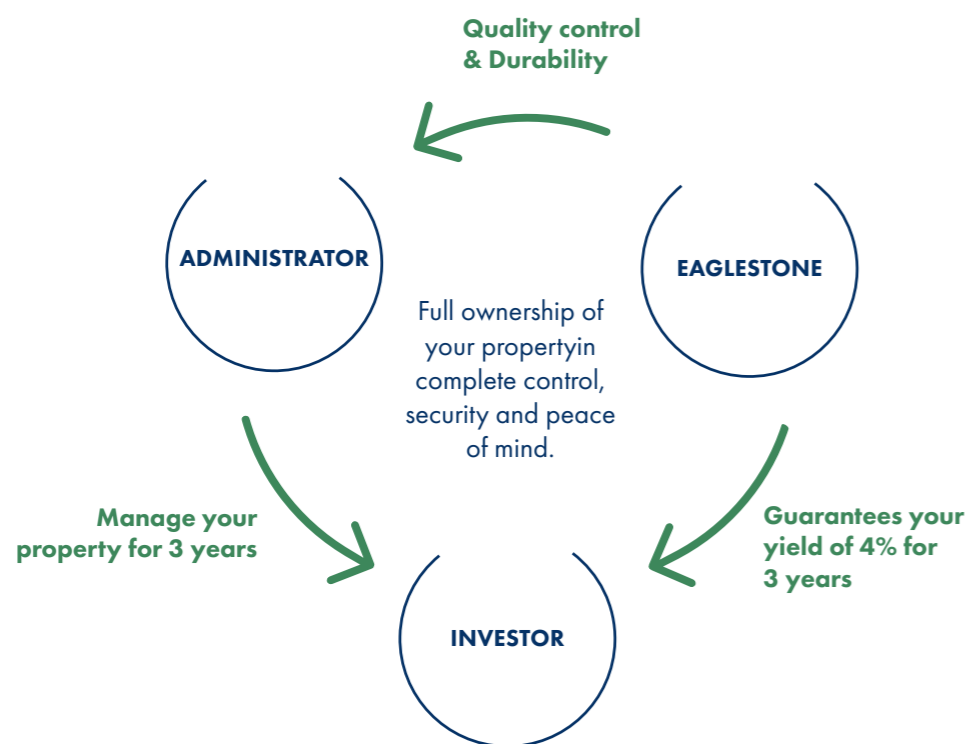 Quality control
& Durability
ADMINISTRATOR
EAGLESTONE
Full ownership of
your propertyin
complete control,
security and peace
of mind.
Manage your
property for 3 years
Guarantees your
yield of 4% for
3 years
INVESTOR